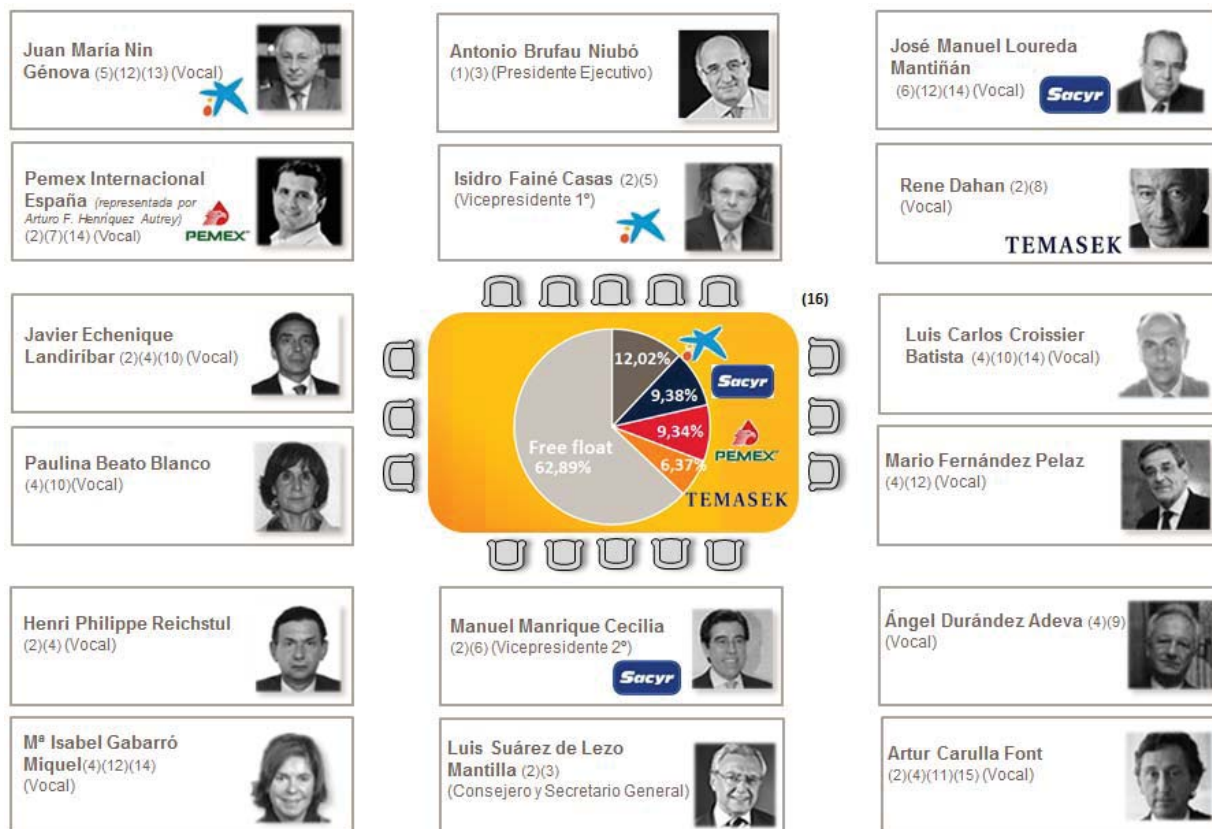 Juan María Nin
Génova (5)(12)(13) (Vocal)
Antonio Brufau Niubó
(1)(3) (Presidente Ejecutivo)
José Manuel Loureda
Mantiñán
(6)(12)(14) (Vocal)
Sacyr
Pemex Internacional
España (representada por
Arturo F. Henríquez Autrey)
(2)(7)(14) (Vocal)
PEMEX
Isidro Fainé Casas (2)(5)
(Vicepresidente 1º)
Rene Dahan (2)(8)
(Vocal)
TEMASEK
(16)
Javier Echenique
Landiribar (2)(4)(10) (Vocal)
12,02%
Sacyr
9,38%
9,34%
PEMEX
6,37%
TEMASEK
Free float
62,89%
Luis Carlos Croissier
Batista (4)(10)(14) (Vocal)
Paulina Beato Blanco
(4)(10)(Vocal)
Mario Fernández Pelaz
(4)(12) (Vocal)
Henri Philippe Reichstul
(2)(4) (Vocal)
Manuel Manrique Cecilia
(2)(6) (Vicepresidente 2º)
Sacyr
Ángel Durández Adeva (4)(9)
(Vocal)
Mª Isabel Gabarró
Miquel(4)(12)(14)
(Vocal)
Luis Suárez de Lezo
Mantilla (2)(3)
(Consejero y Secretario General)
Artur Carulla Font
(2)(4)(11)(15) (Vocal)